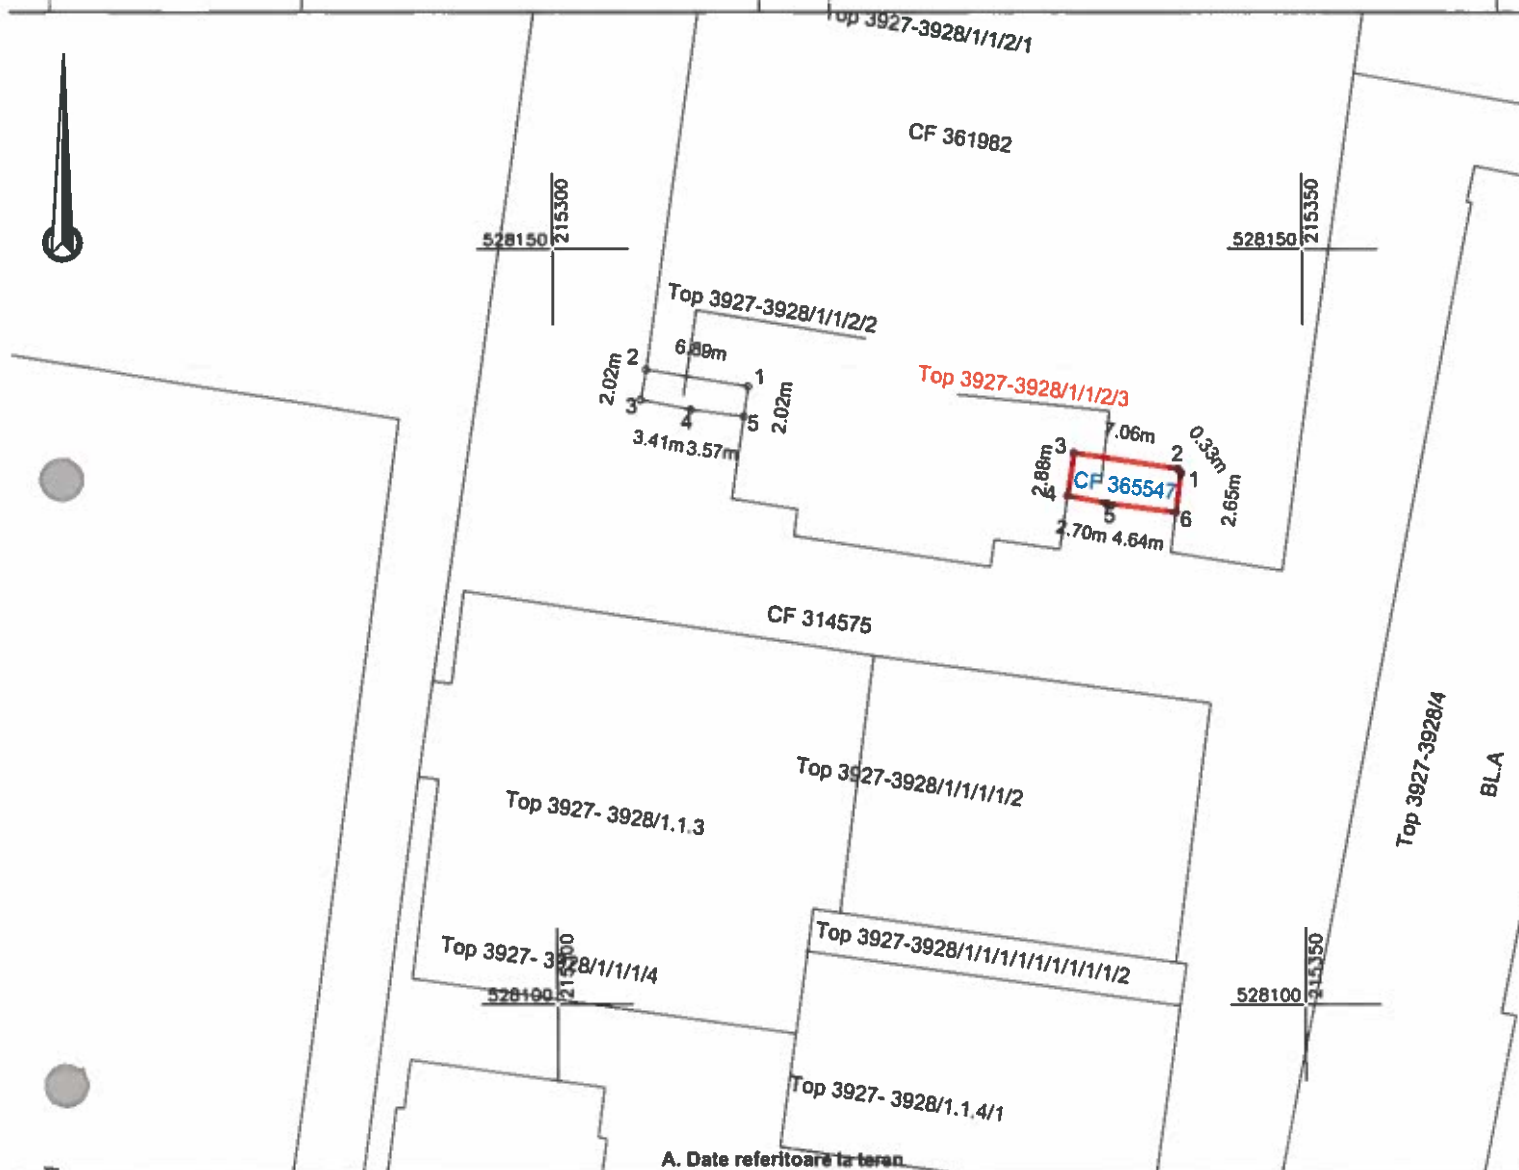 Top 3927-3928/1/1/2/1
CF 361982
215300
528150
215350
528150
Top 3927-3928/1/1/2/2
6.89m
2
1
2.02m
2.02m
3
4
5
3.41m 3.57m
Top 3927-3928/1/1/2/3
7.06m
0.33m
3
2
1
2.88m
CF 365547
2.65m
4
5
6
2.70m 4.64m
CF 314575
Top 3927-3928/4
BL.A
Top 3927-3928/1/1/1/1/2
Top 3927- 3928/1.1.3
Top 3927-3928/1/1/1/1/1/1/1/1/1/1/2
Top 3927- 3928/1/1/1/4
215300
528100
215350
528100
Top 3927- 3928/1.1.4/1
A. Date referitoare la teren